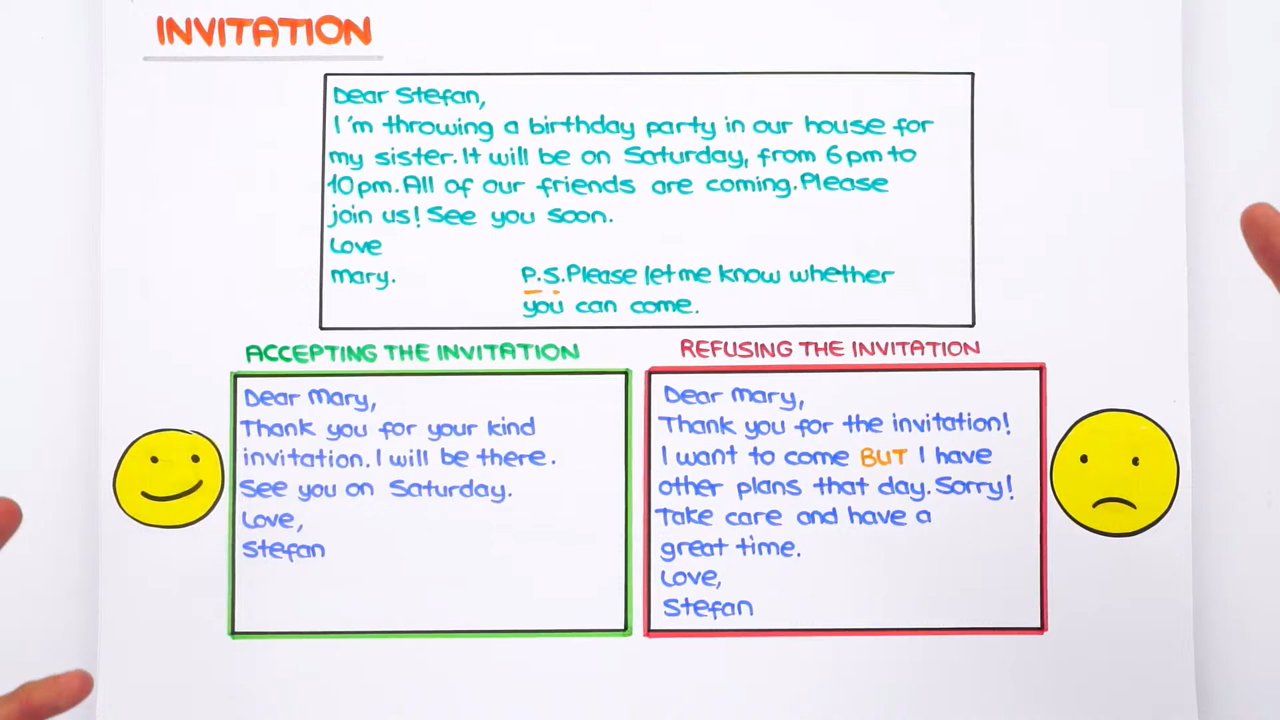 INVITATION
Dear Stefan,
I'm throwing a birthday party in our house for
my sister. It will be on Saturday, from 6pm to
10pm. All of our friends are coming. Please
join us! See you soon.
Love
Mary.
P.S. Please let me know whether
you can come.
ACCEPTING THE INVITATION
Dear Mary,
Thank you for your kind
invitation. I will be there.
See you on Saturday.
Love,
Stefan
REFUSING THE INVITATION
Dear Mary,
Thank you for the invitation!
I want to come BUT I have
other plans that day. Sorry!
Take care and have a
great time.
Love,
Stefan